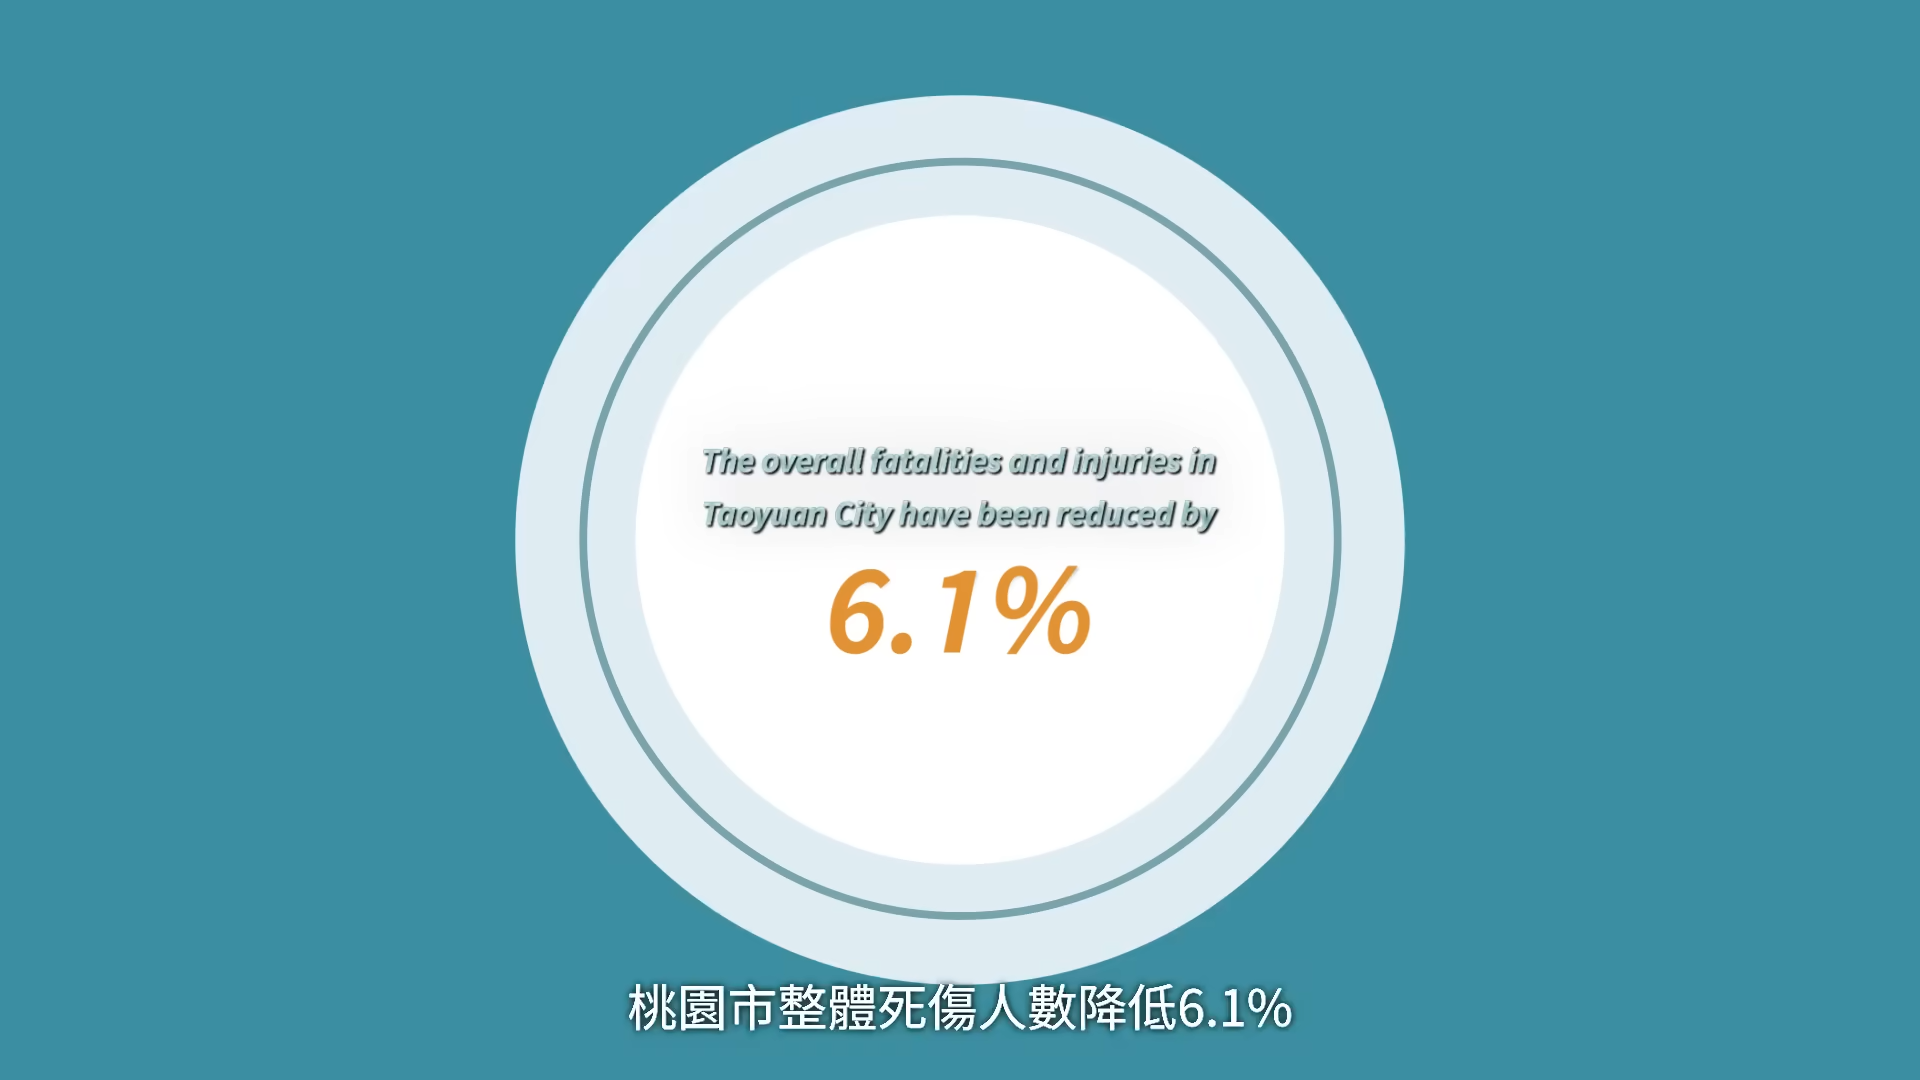 The overall fatalities and injuries in
Taoyuan City have been reduced by
6.1%
桃園市整體死傷人數降低6.1%